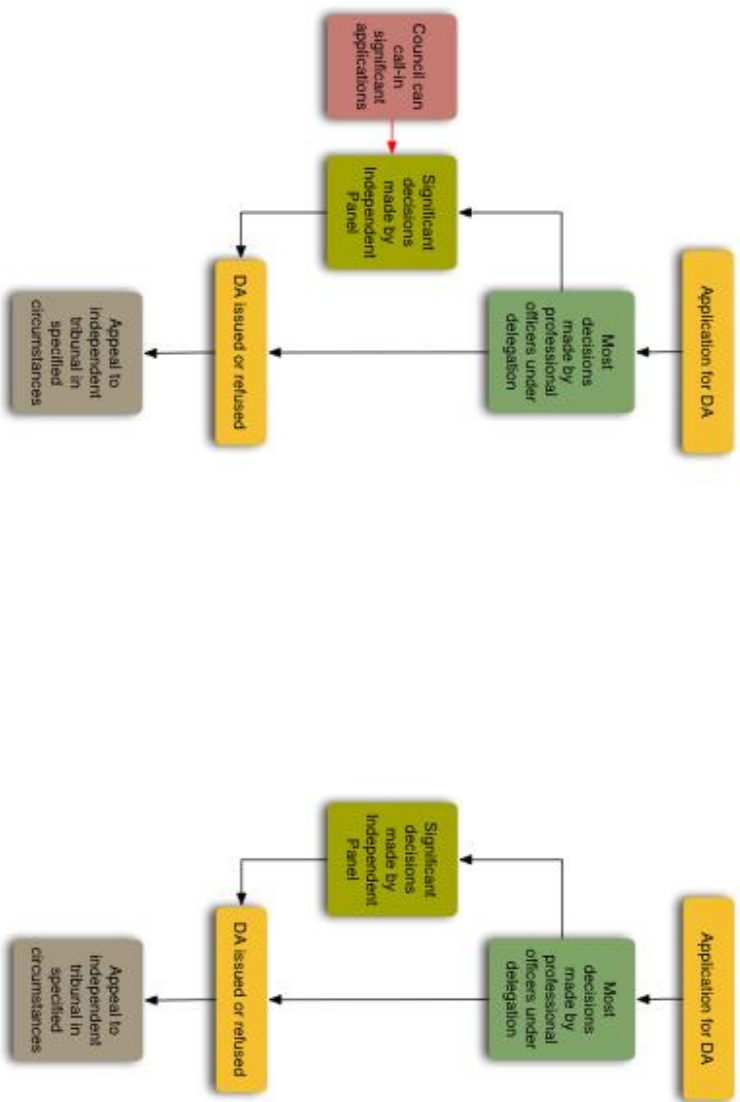 Application for DA
Most
decisions
made by
professional
officers under
delegation
Council can
call-in
significant
applications
Significant
decisions
made by
Independent
Panel
DA issued or refused
Appeal to
independent
tribunal in
specified
circumstances
Application for DA
Most
decisions
made by
professional
officers under
delegation
Significant
decisions
made by
Independent
Panel
DA issued or refused
Appeal to
independent
tribunal in
specified
circumstances